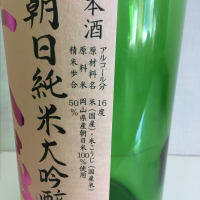 本酒
アルコール分 16度
原材料名 米(国産)・米こうじ(国産米)
原料米 岡山県産朝日米100%使用
精米歩合 50%
朝日純米大吟醸